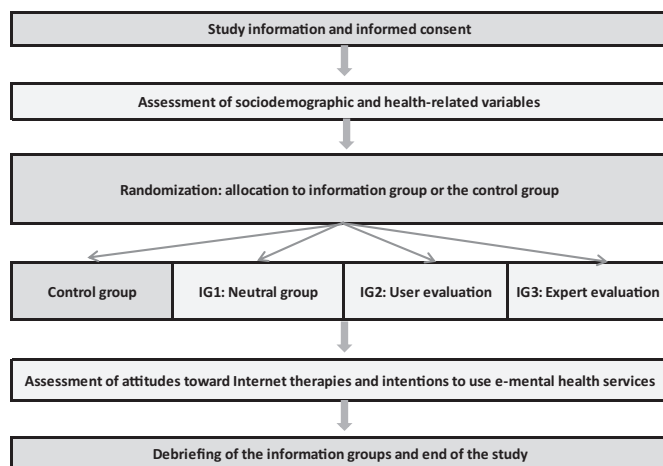 Study information and informed consent
Assessment of sociodemographic and health-related variables
Randomization: allocation to information group or the control group
Control group
IG1: Neutral group
IG2: User evaluation
IG3: Expert evaluation
Assessment of attitudes toward Internet therapies and intentions to use e-mental health services
Debriefing of the information groups and end of the study